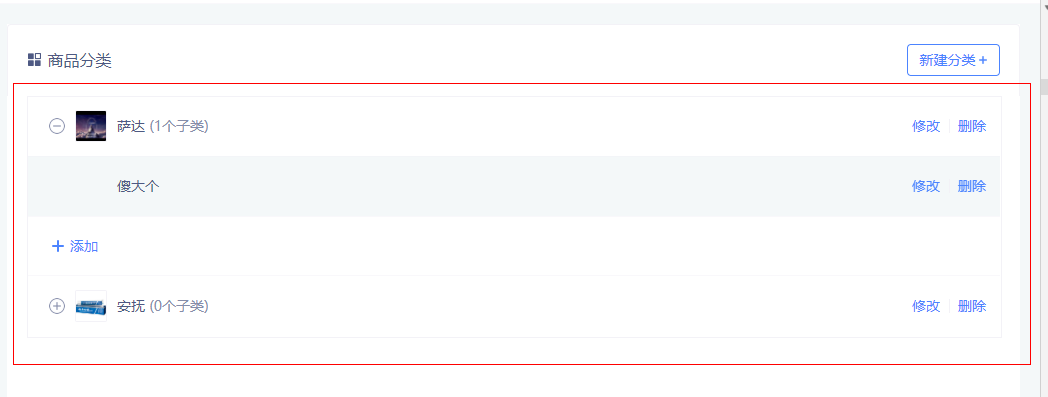 商品分类
新建分类 +
萨达 (1个子类) 修改 删除
傻大个 修改 删除
+ 添加
安抚 (0个子类) 修改 删除